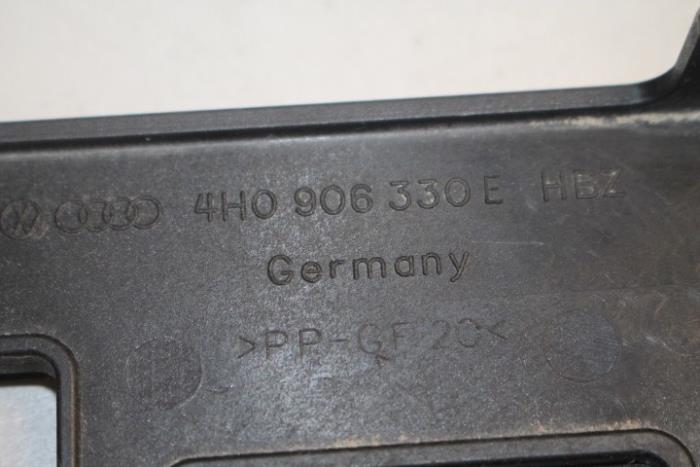 4H0 906 330 E HBZ
Germany
>PP-GF20<